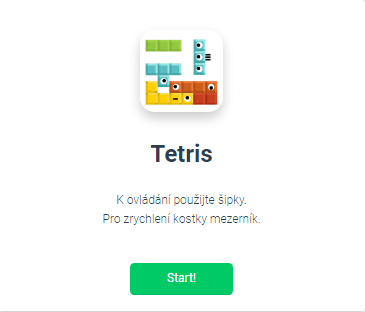 Tetris
K ovládání použijte šipky.
Pro zrychlení kostky mezerník.
Start!